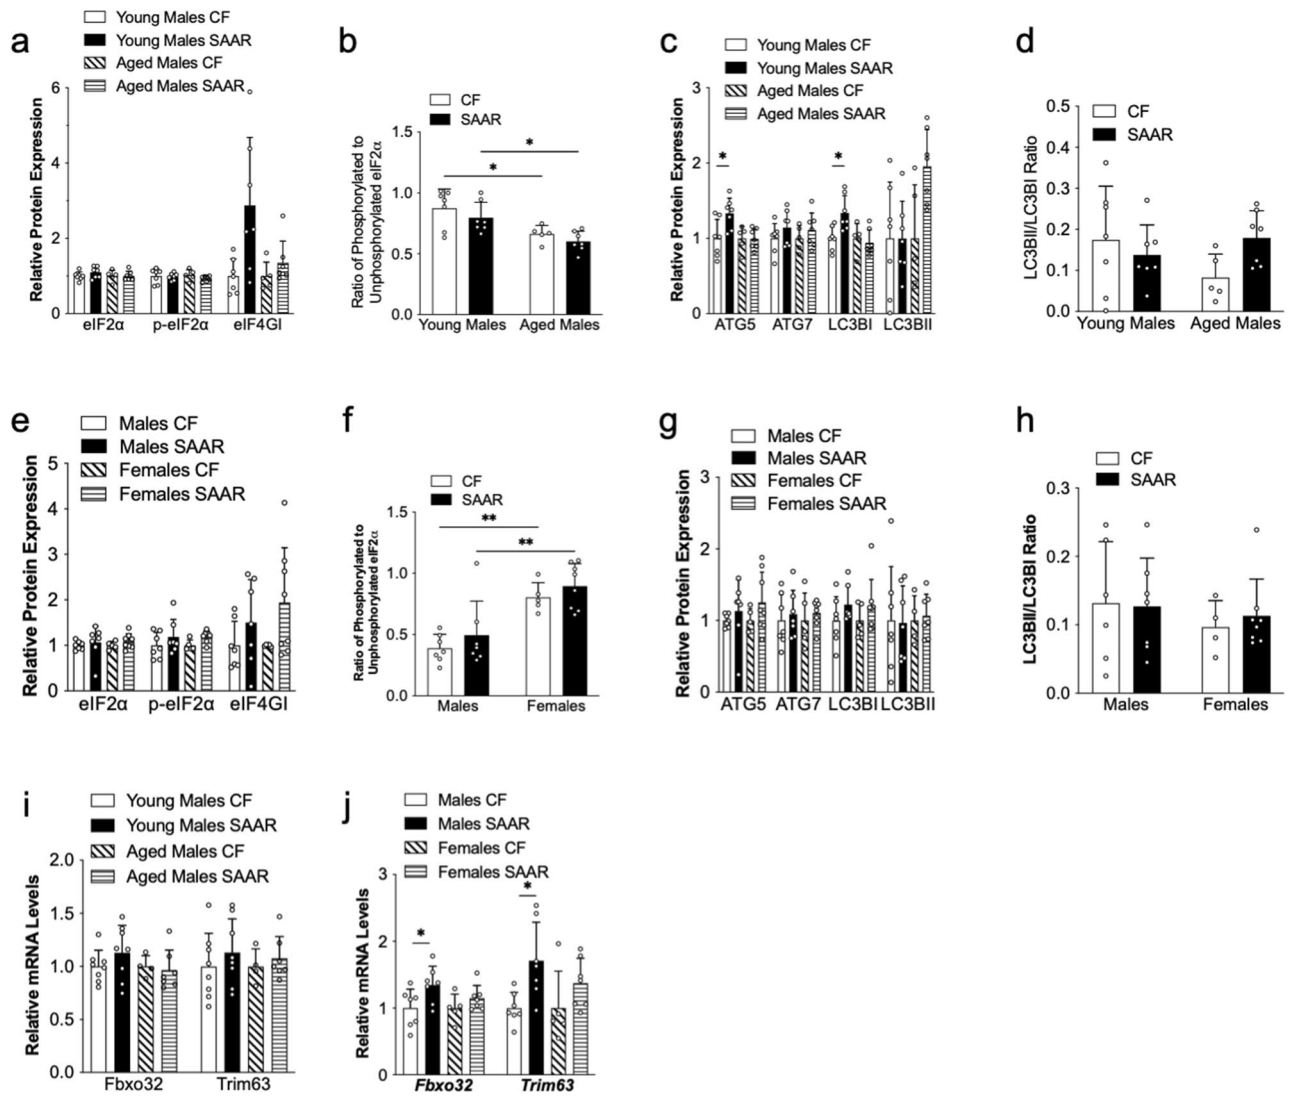 a
Young Males CF
Young Males SAAR
Aged Males CF
Aged Males SAAR
Relative Protein Expression
6
4
2
0
eIF2α p-eIF2α eIF4GI
b
CF
SAAR
Ratio of Phosphorylated to
Unphosphorylated eIF2α
1.5
1.0
0.5
0.0
*
*
Young Males Aged Males
c
Young Males CF
Young Males SAAR
Aged Males CF
Aged Males SAAR
Relative Protein Expression
3
2
1
0
* *
ATG5 ATG7 LC3BI LC3BII
d
CF
SAAR
LC3BII/LC3BI Ratio
0.5
0.4
0.3
0.2
0.1
0.0
Young Males Aged Males
e
Males CF
Males SAAR
Females CF
Females SAAR
Relative Protein Expression
5
4
3
2
1
0
eIF2α p-eIF2α eIF4GI
f
CF
SAAR
Ratio of Phosphorylated to
Unphosphorylated eIF2α
1.5
1.0
0.5
0.0
**
**
Males Females
g
Males CF
Males SAAR
Females CF
Females SAAR
Relative Protein Expression
3
2
1
0
ATG5 ATG7 LC3BI LC3BII
h
CF
SAAR
LC3BII/LC3BI Ratio
0.3
0.2
0.1
0.0
Males Females
i
Young Males CF
Young Males SAAR
Aged Males CF
Aged Males SAAR
Relative mRNA Levels
2.0
1.5
1.0
0.5
0.0
Fbxo32 Trim63
j
Males CF
Males SAAR
Females CF
Females SAAR
Relative mRNA Levels
3
2
1
0
*
*
Fbxo32 Trim63